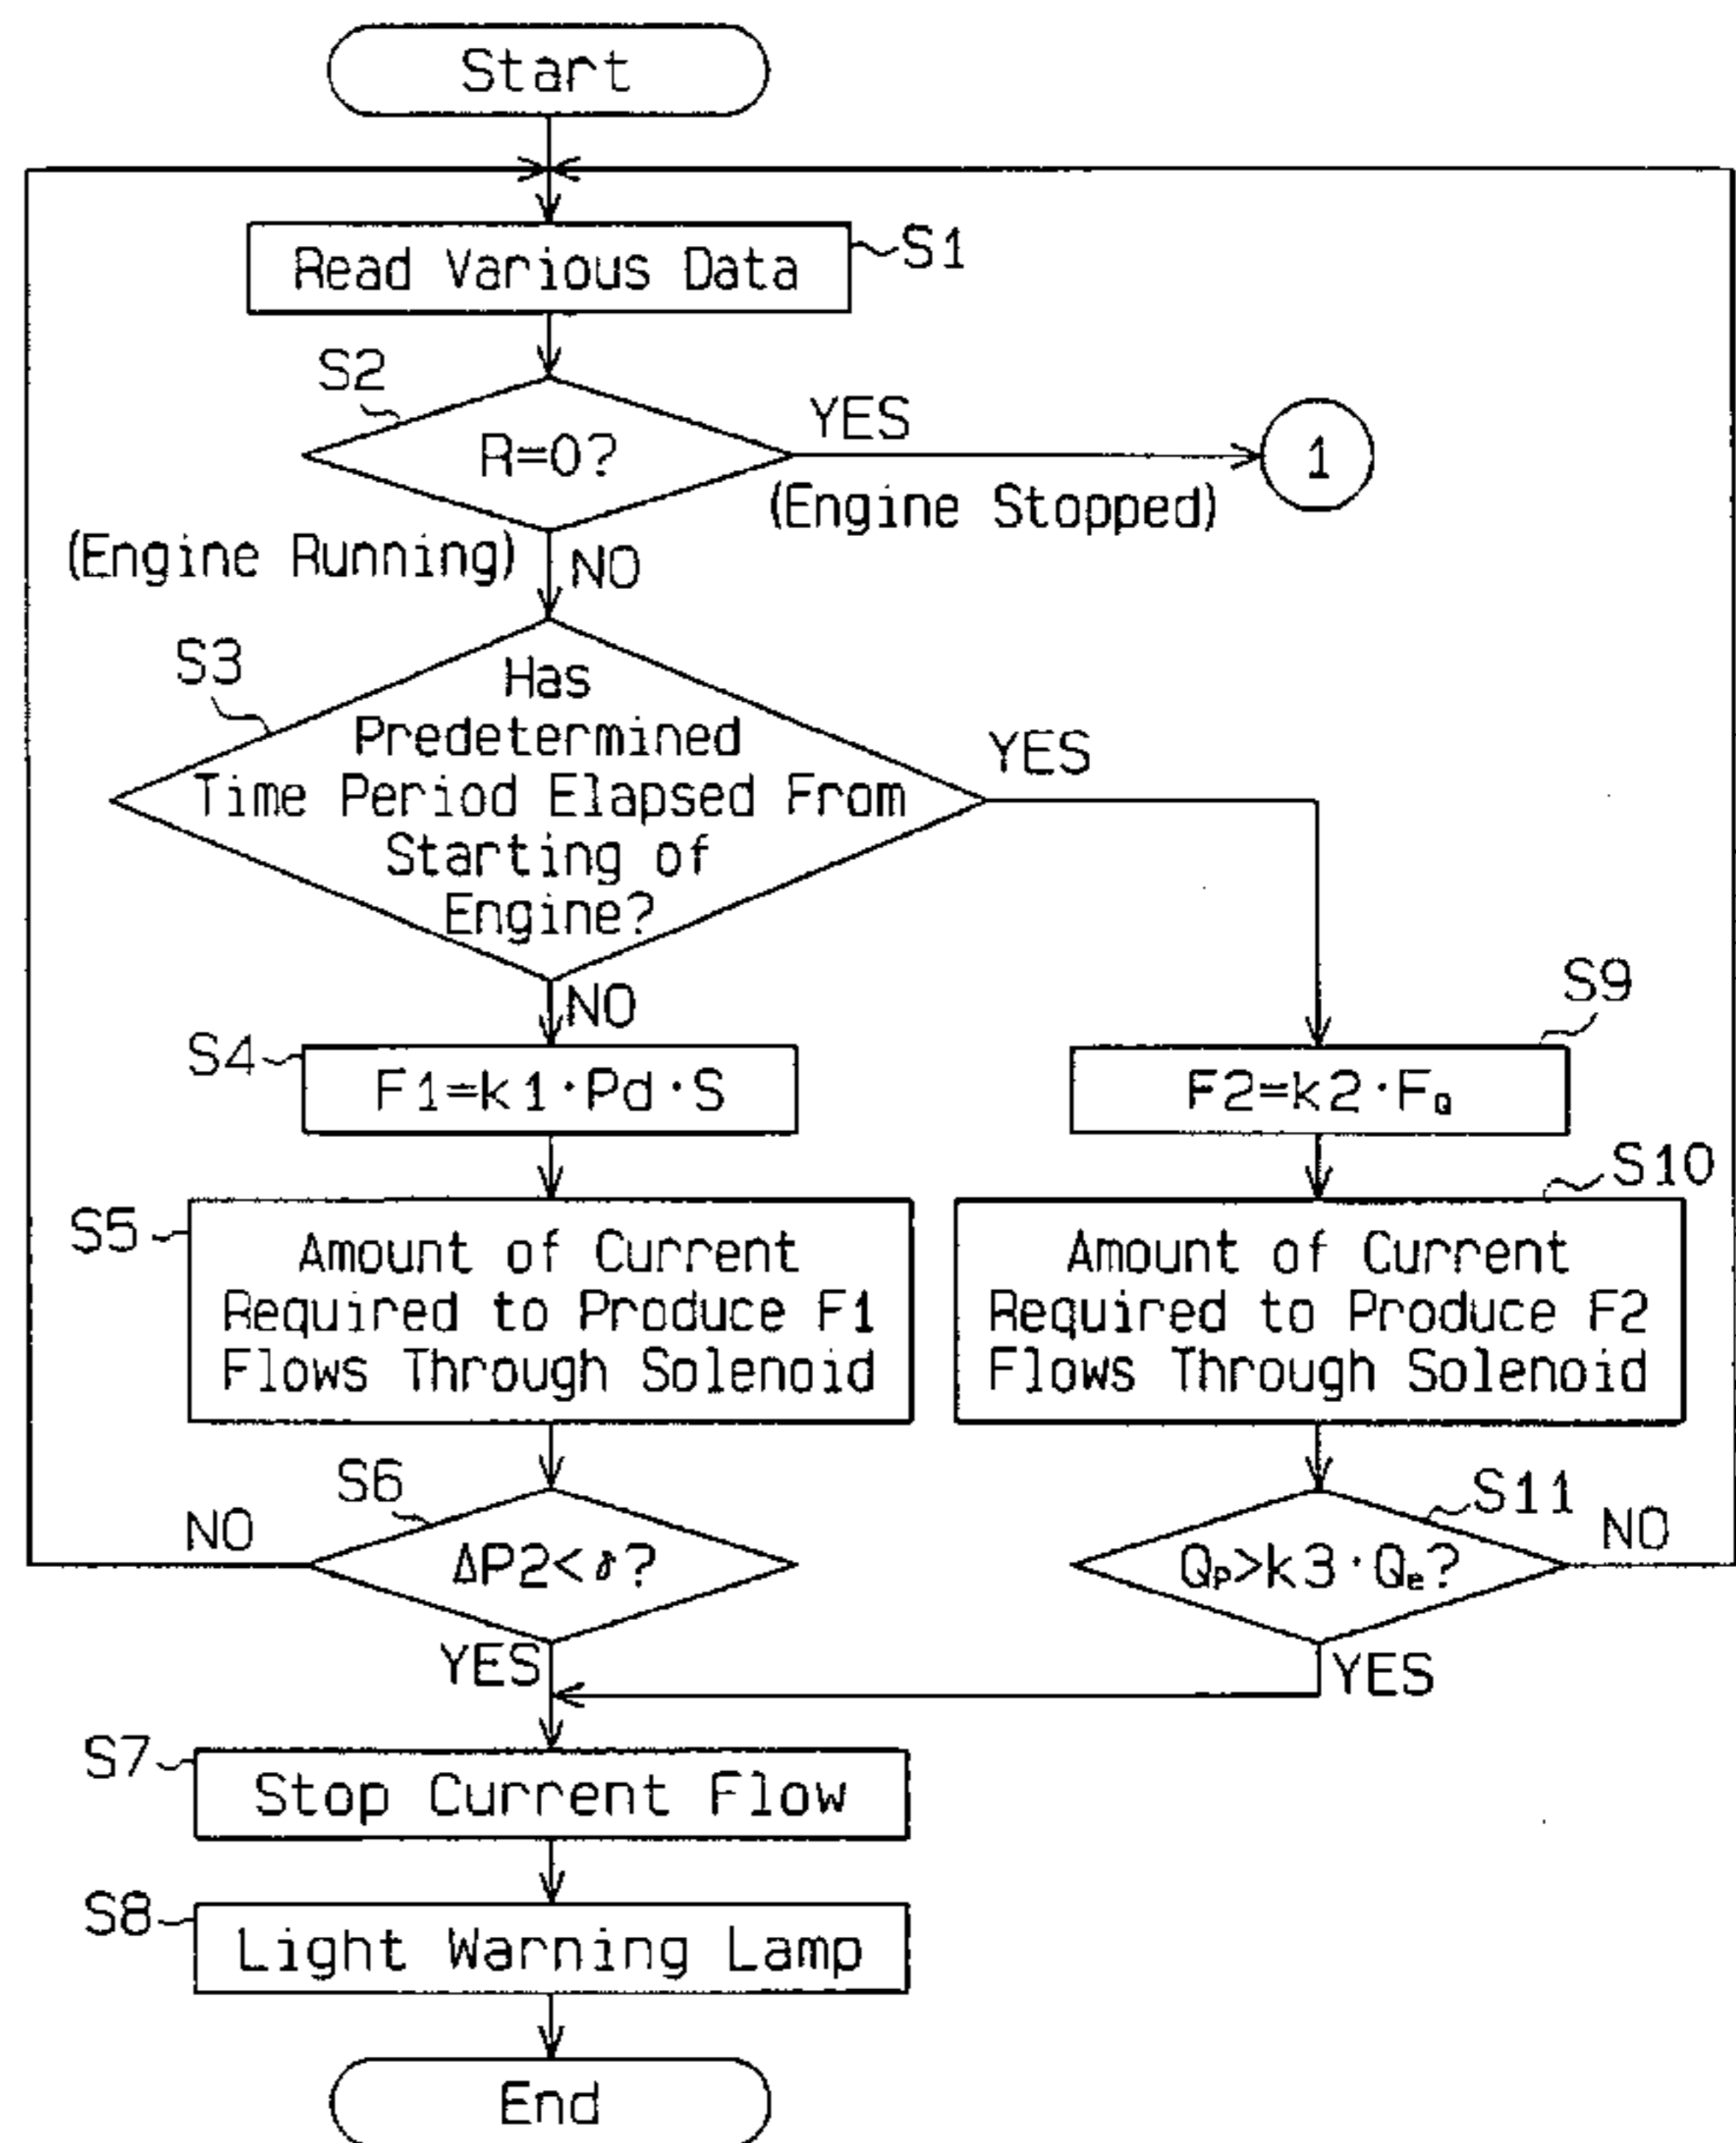 Start
Read Various Data
S1
S2
R=0?
YES
(Engine Stopped)
1
(Engine Running)
NO
S3
Has
Predetermined
Time Period Elapsed From
Starting of
Engine?
YES
NO
S4
F1=k1·Pd·S
S9
F2=k2·FQ
S5
Amount of Current
Required to Produce F1
Flows Through Solenoid
S10
Amount of Current
Required to Produce F2
Flows Through Solenoid
S6
NO
ΔP2<δ?
YES
S11
Qp>k3·Qe?
NO
YES
S7
Stop Current Flow
S8
Light Warning Lamp
End